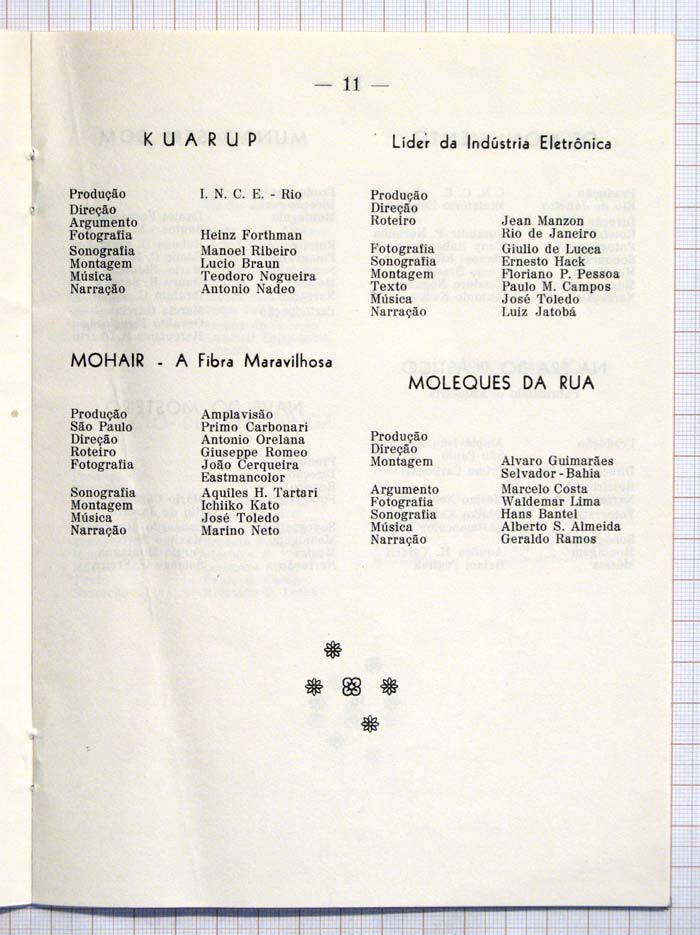 — 11 —
KUARUP
Produção I. N. C. E. - Rio
Direção
Argumento
Fotografia Heinz Forthman
Sonografia Manoel Ribeiro
Montagem Lucio Braun
Música Teodoro Nogueira
Narração Antonio Nadeo
MOHAIR - A Fibra Maravilhosa
Produção Amplavisão
São Paulo Primo Carbonari
Direção Antonio Orelana
Roteiro Giuseppe Romeo
Fotografia João Cerqueira
Eastmancolor
Sonografia Aquiles H. Tartari
Montagem Ichiiko Kato
Música José Toledo
Narração Marino Neto
Líder da Indústria Eletrônica
Produção
Direção
Roteiro Jean Manzon
Rio de Janeiro
Fotografia Giulio de Lucca
Sonografia Ernesto Hack
Montagem Floriano P. Pessoa
Texto Paulo M. Campos
Música José Toledo
Narração Luiz Jatobá
MOLEQUES DA RUA
Produção
Direção
Montagem Alvaro Guimarães
Selvador - Bahia
Argumento Marcelo Costa
Fotografia Waldemar Lima
Sonografia Hans Bantel
Música Alberto S. Almeida
Narração Geraldo Ramos